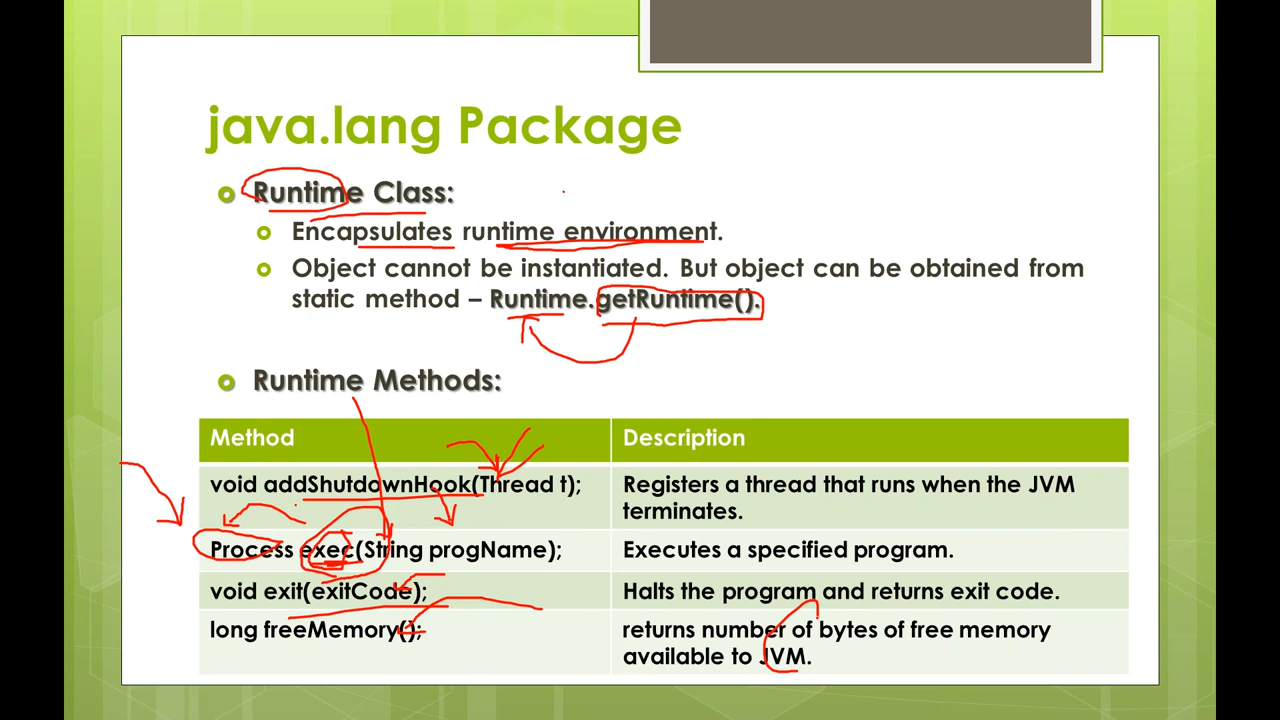 java.lang Package
Runtime Class:
Encapsulates runtime environment.
Object cannot be instantiated. But object can be obtained from
static method – Runtime.getRuntime().
Runtime Methods:
Method Description
void addShutdownHook(Thread t); Registers a thread that runs when the JVM
terminates.
Process exec(String progName); Executes a specified program.
void exit(exitCode); Halts the program and returns exit code.
long freeMemory(); returns number of bytes of free memory
available to JVM.